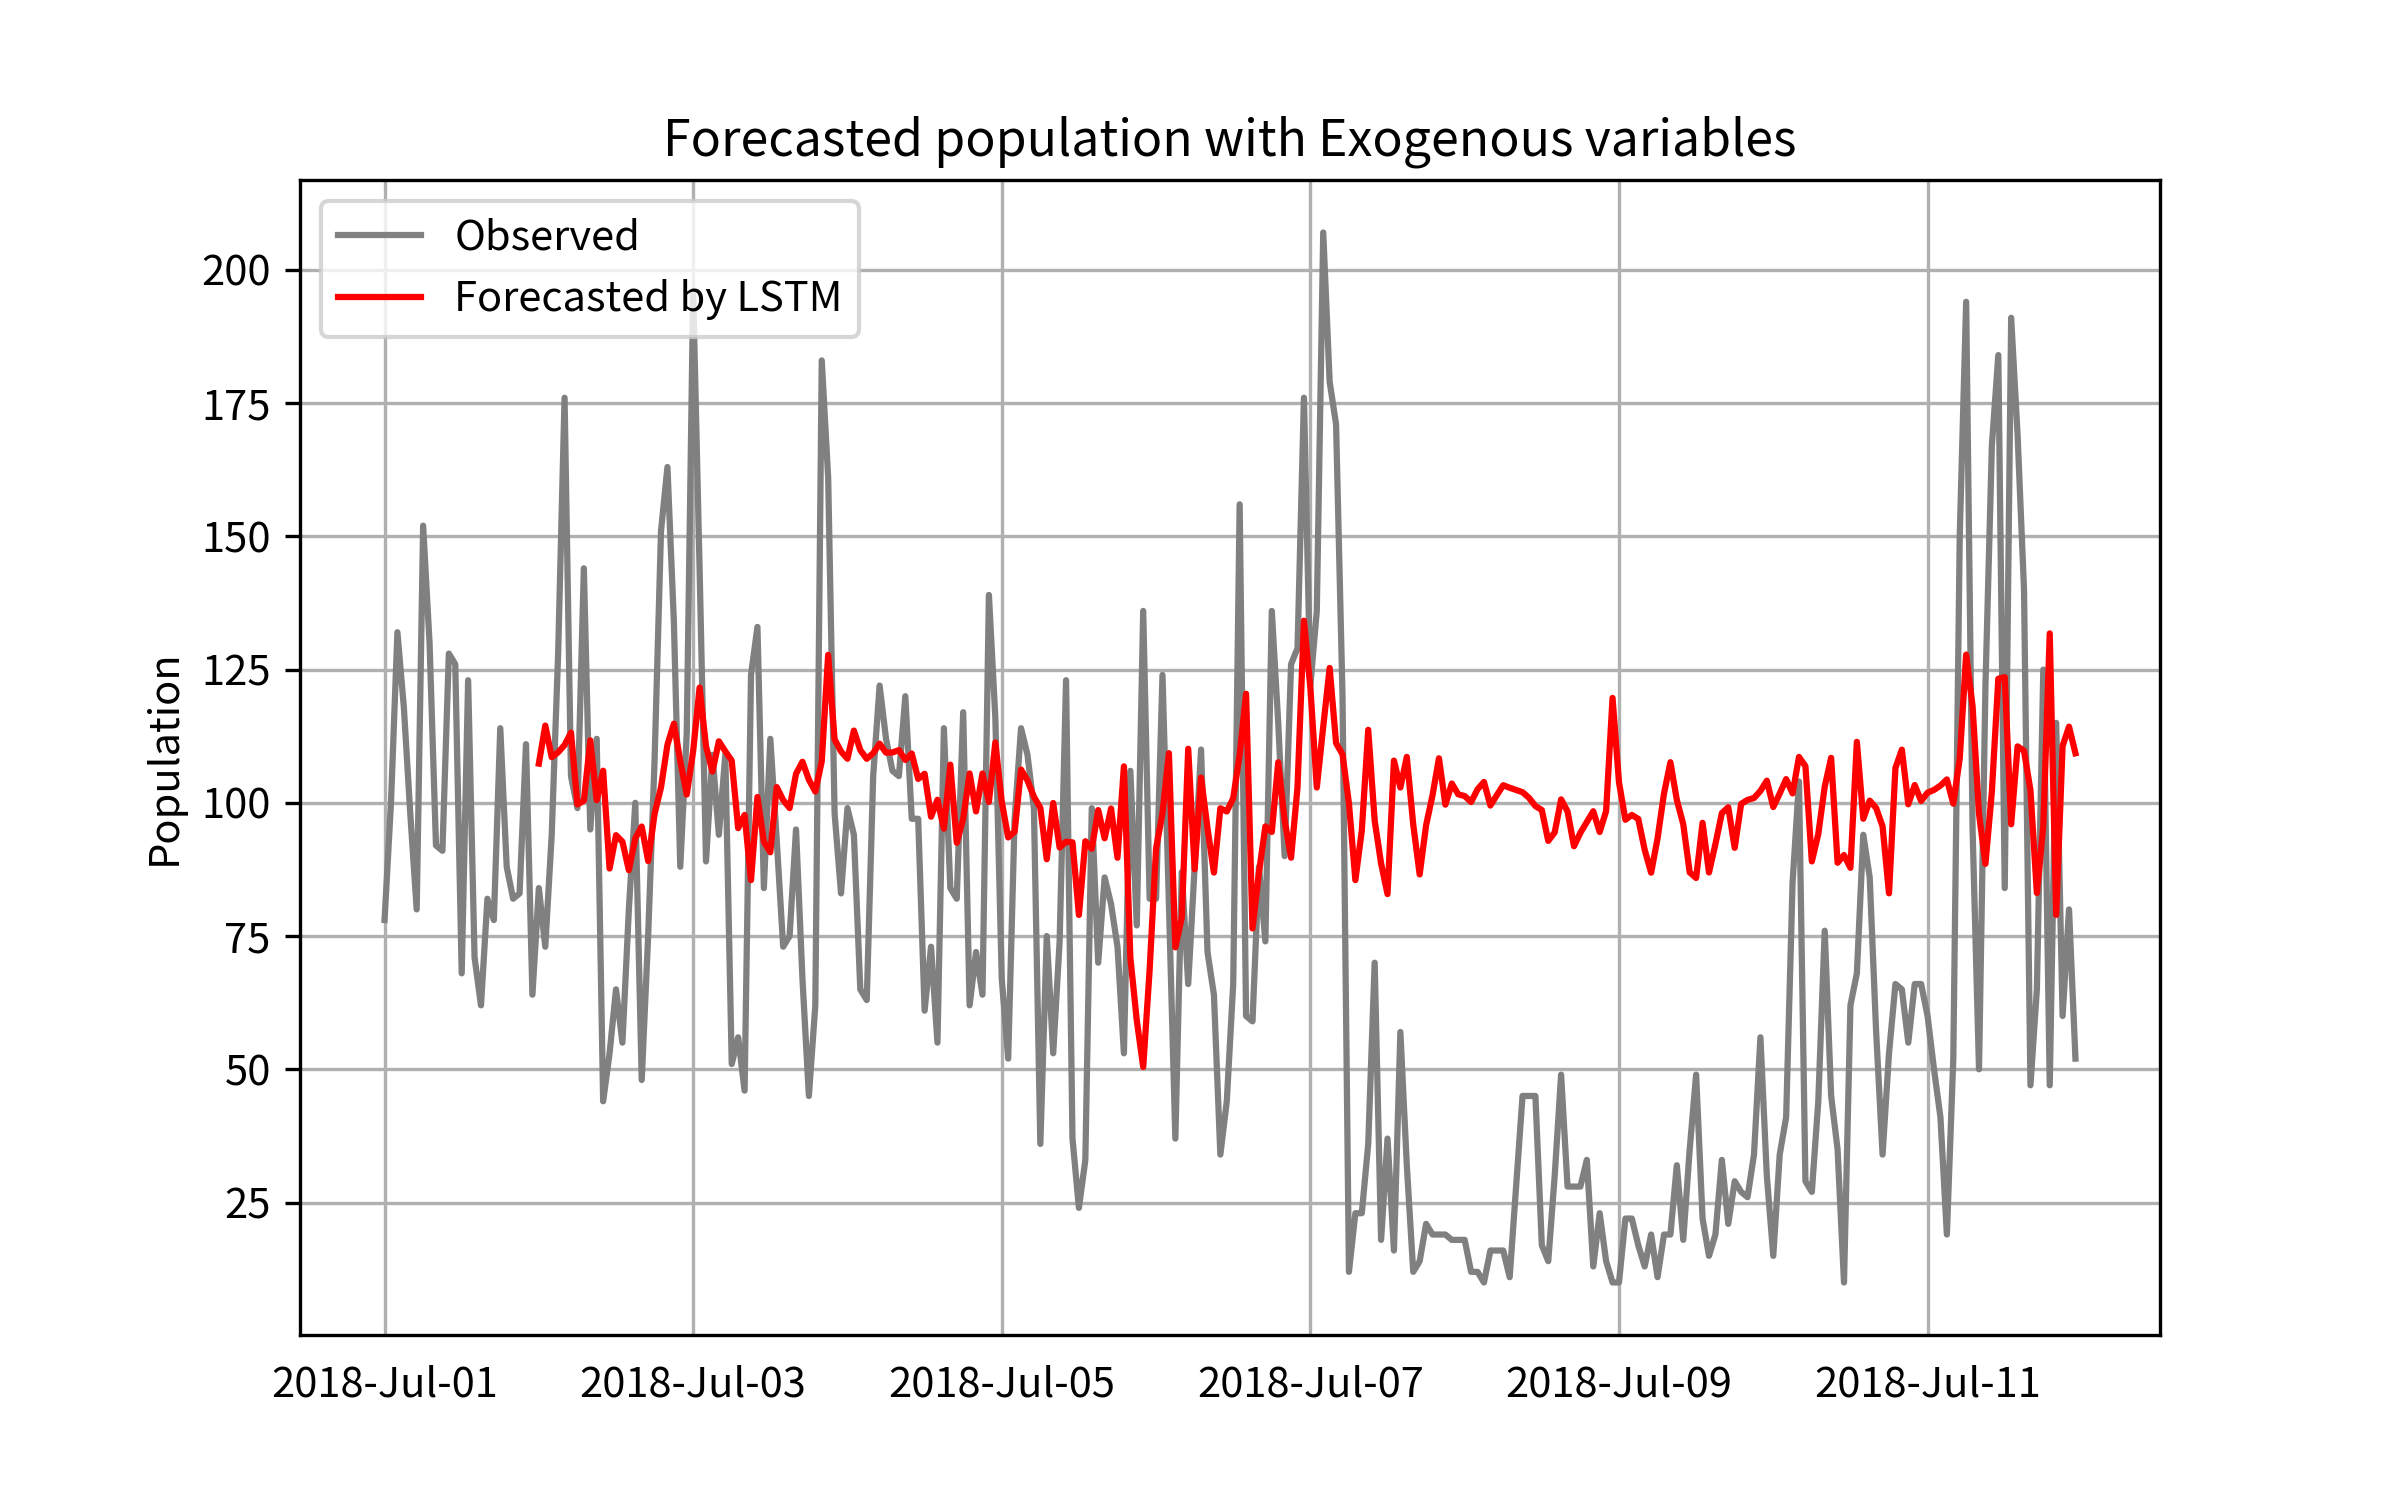 Forecasted population with Exogenous variables
Observed
Forecasted by LSTM
Population
200
175
150
125
100
75
50
25
2018-Jul-01 2018-Jul-03 2018-Jul-05 2018-Jul-07 2018-Jul-09 2018-Jul-11